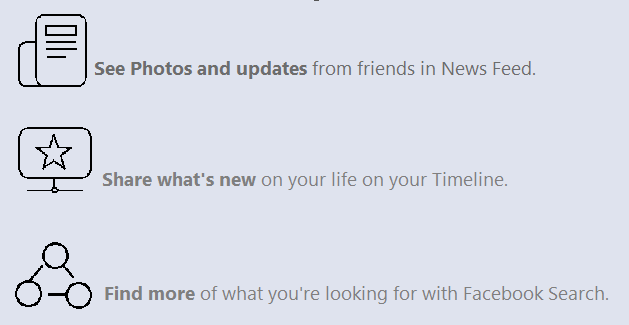 See Photos and updates from friends in News Feed.
Share what's new on your life on your Timeline.
Find more of what you're looking for with Facebook Search.